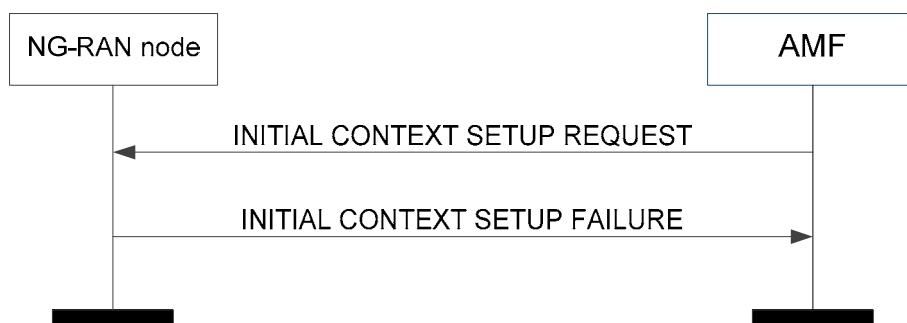 NG-RAN node
AMF
INITIAL CONTEXT SETUP REQUEST
INITIAL CONTEXT SETUP FAILURE